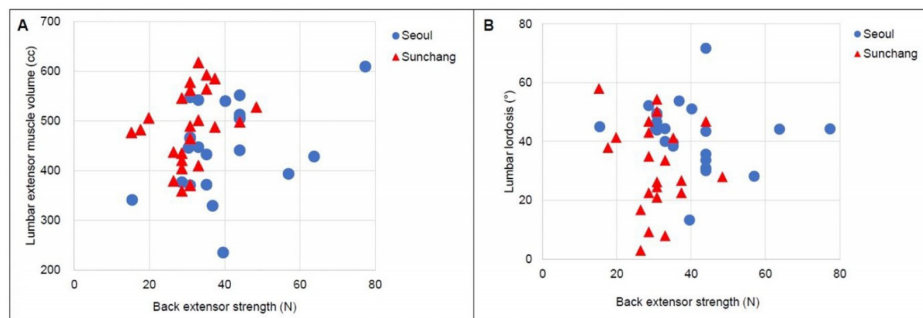 A
Lumbar extensor muscle volume (cc)
700
600
500
400
300
200
0
20
40
60
80
Back extensor strength (N)
Seoul
Sunchang
B
Lumbar lordosis (°)
80
60
40
20
0
0
20
40
60
80
Back extensor strength (N)
Seoul
Sunchang